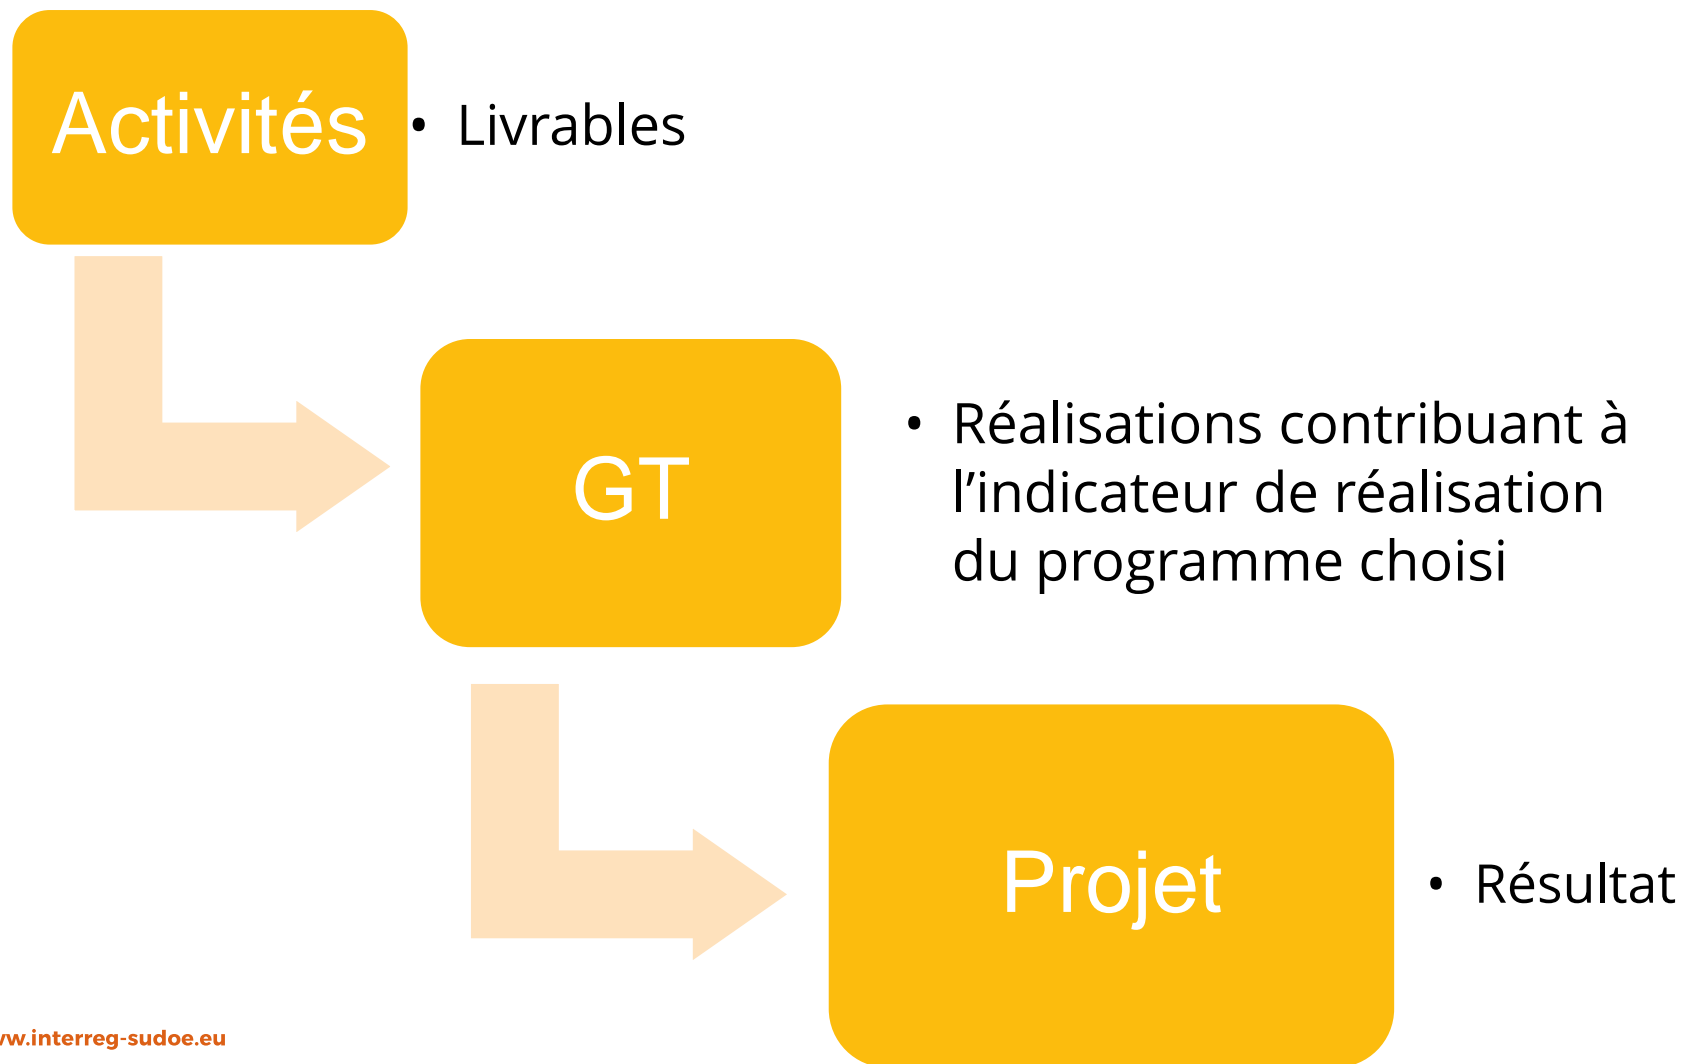 Activités
• Livrables
GT
• Réalisations contribuant à
l’indicateur de réalisation
du programme choisi
Projet
• Résultat
w.interreg-sudoe.eu